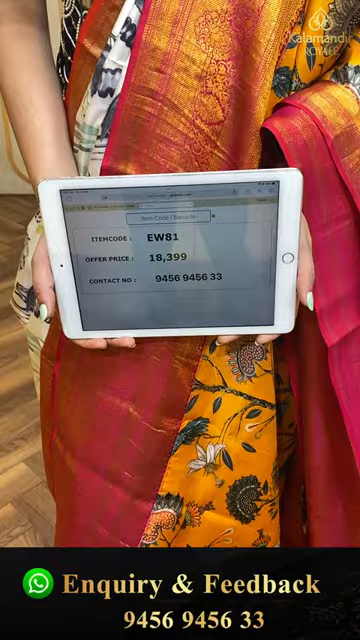 Kalamandir
ROYALE
Item Code / Barcode
ITEMCODE : EW81
OFFER PRICE : 18,399
CONTACT NO : 9456 9456 33
Enquiry & Feedback
9456 9456 33